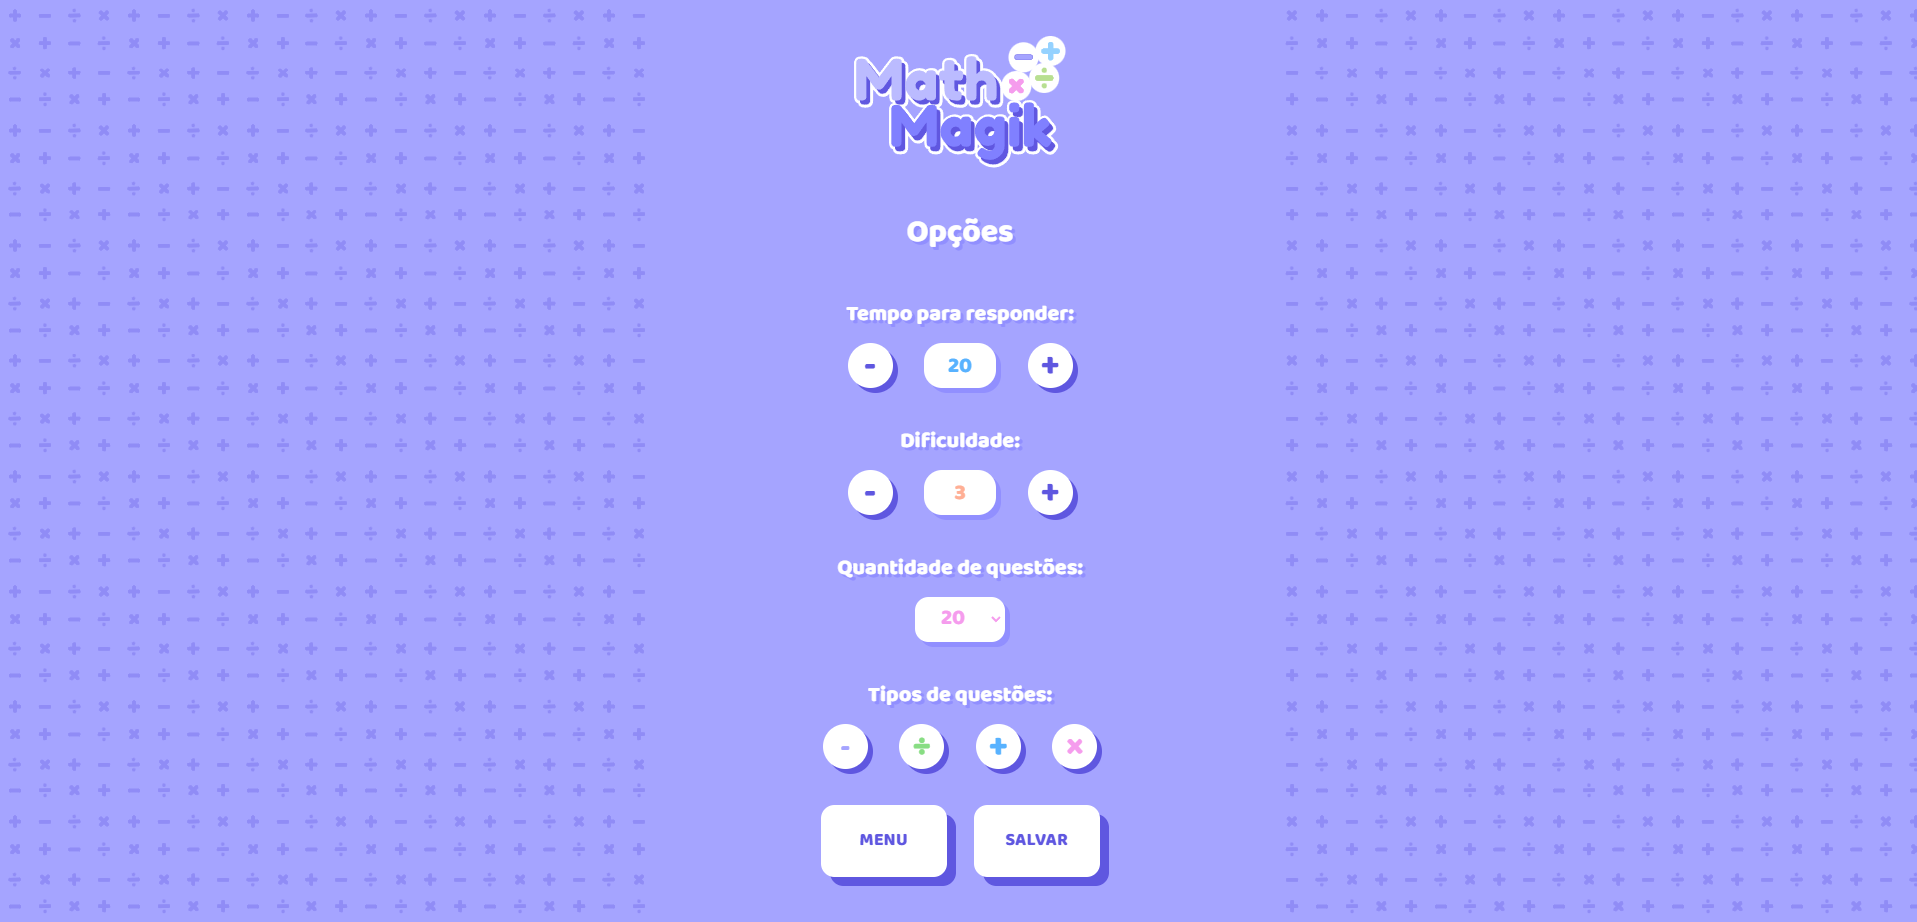 Math
Magik
Opções
Tempo para responder:
- 20 +
Dificuldade:
- 3 +
Quantidade de questões:
20
Tipos de questões:
- ÷ + ×
MENU SALVAR